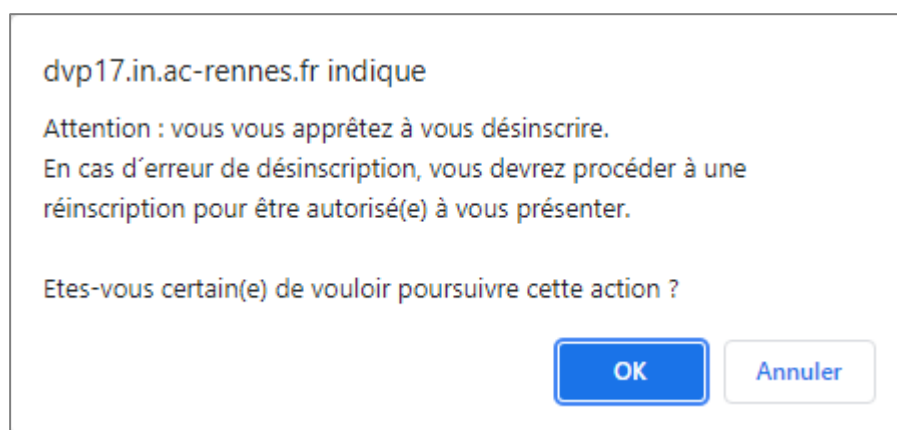 dvp17.in.ac-rennes.fr indique
Attention : vous vous apprêtez à vous désinscrire.
En cas d´erreur de désinscription, vous devrez procéder à une
réinscription pour être autorisé(e) à vous présenter.
Etes-vous certain(e) de vouloir poursuivre cette action ?
OK
Annuler